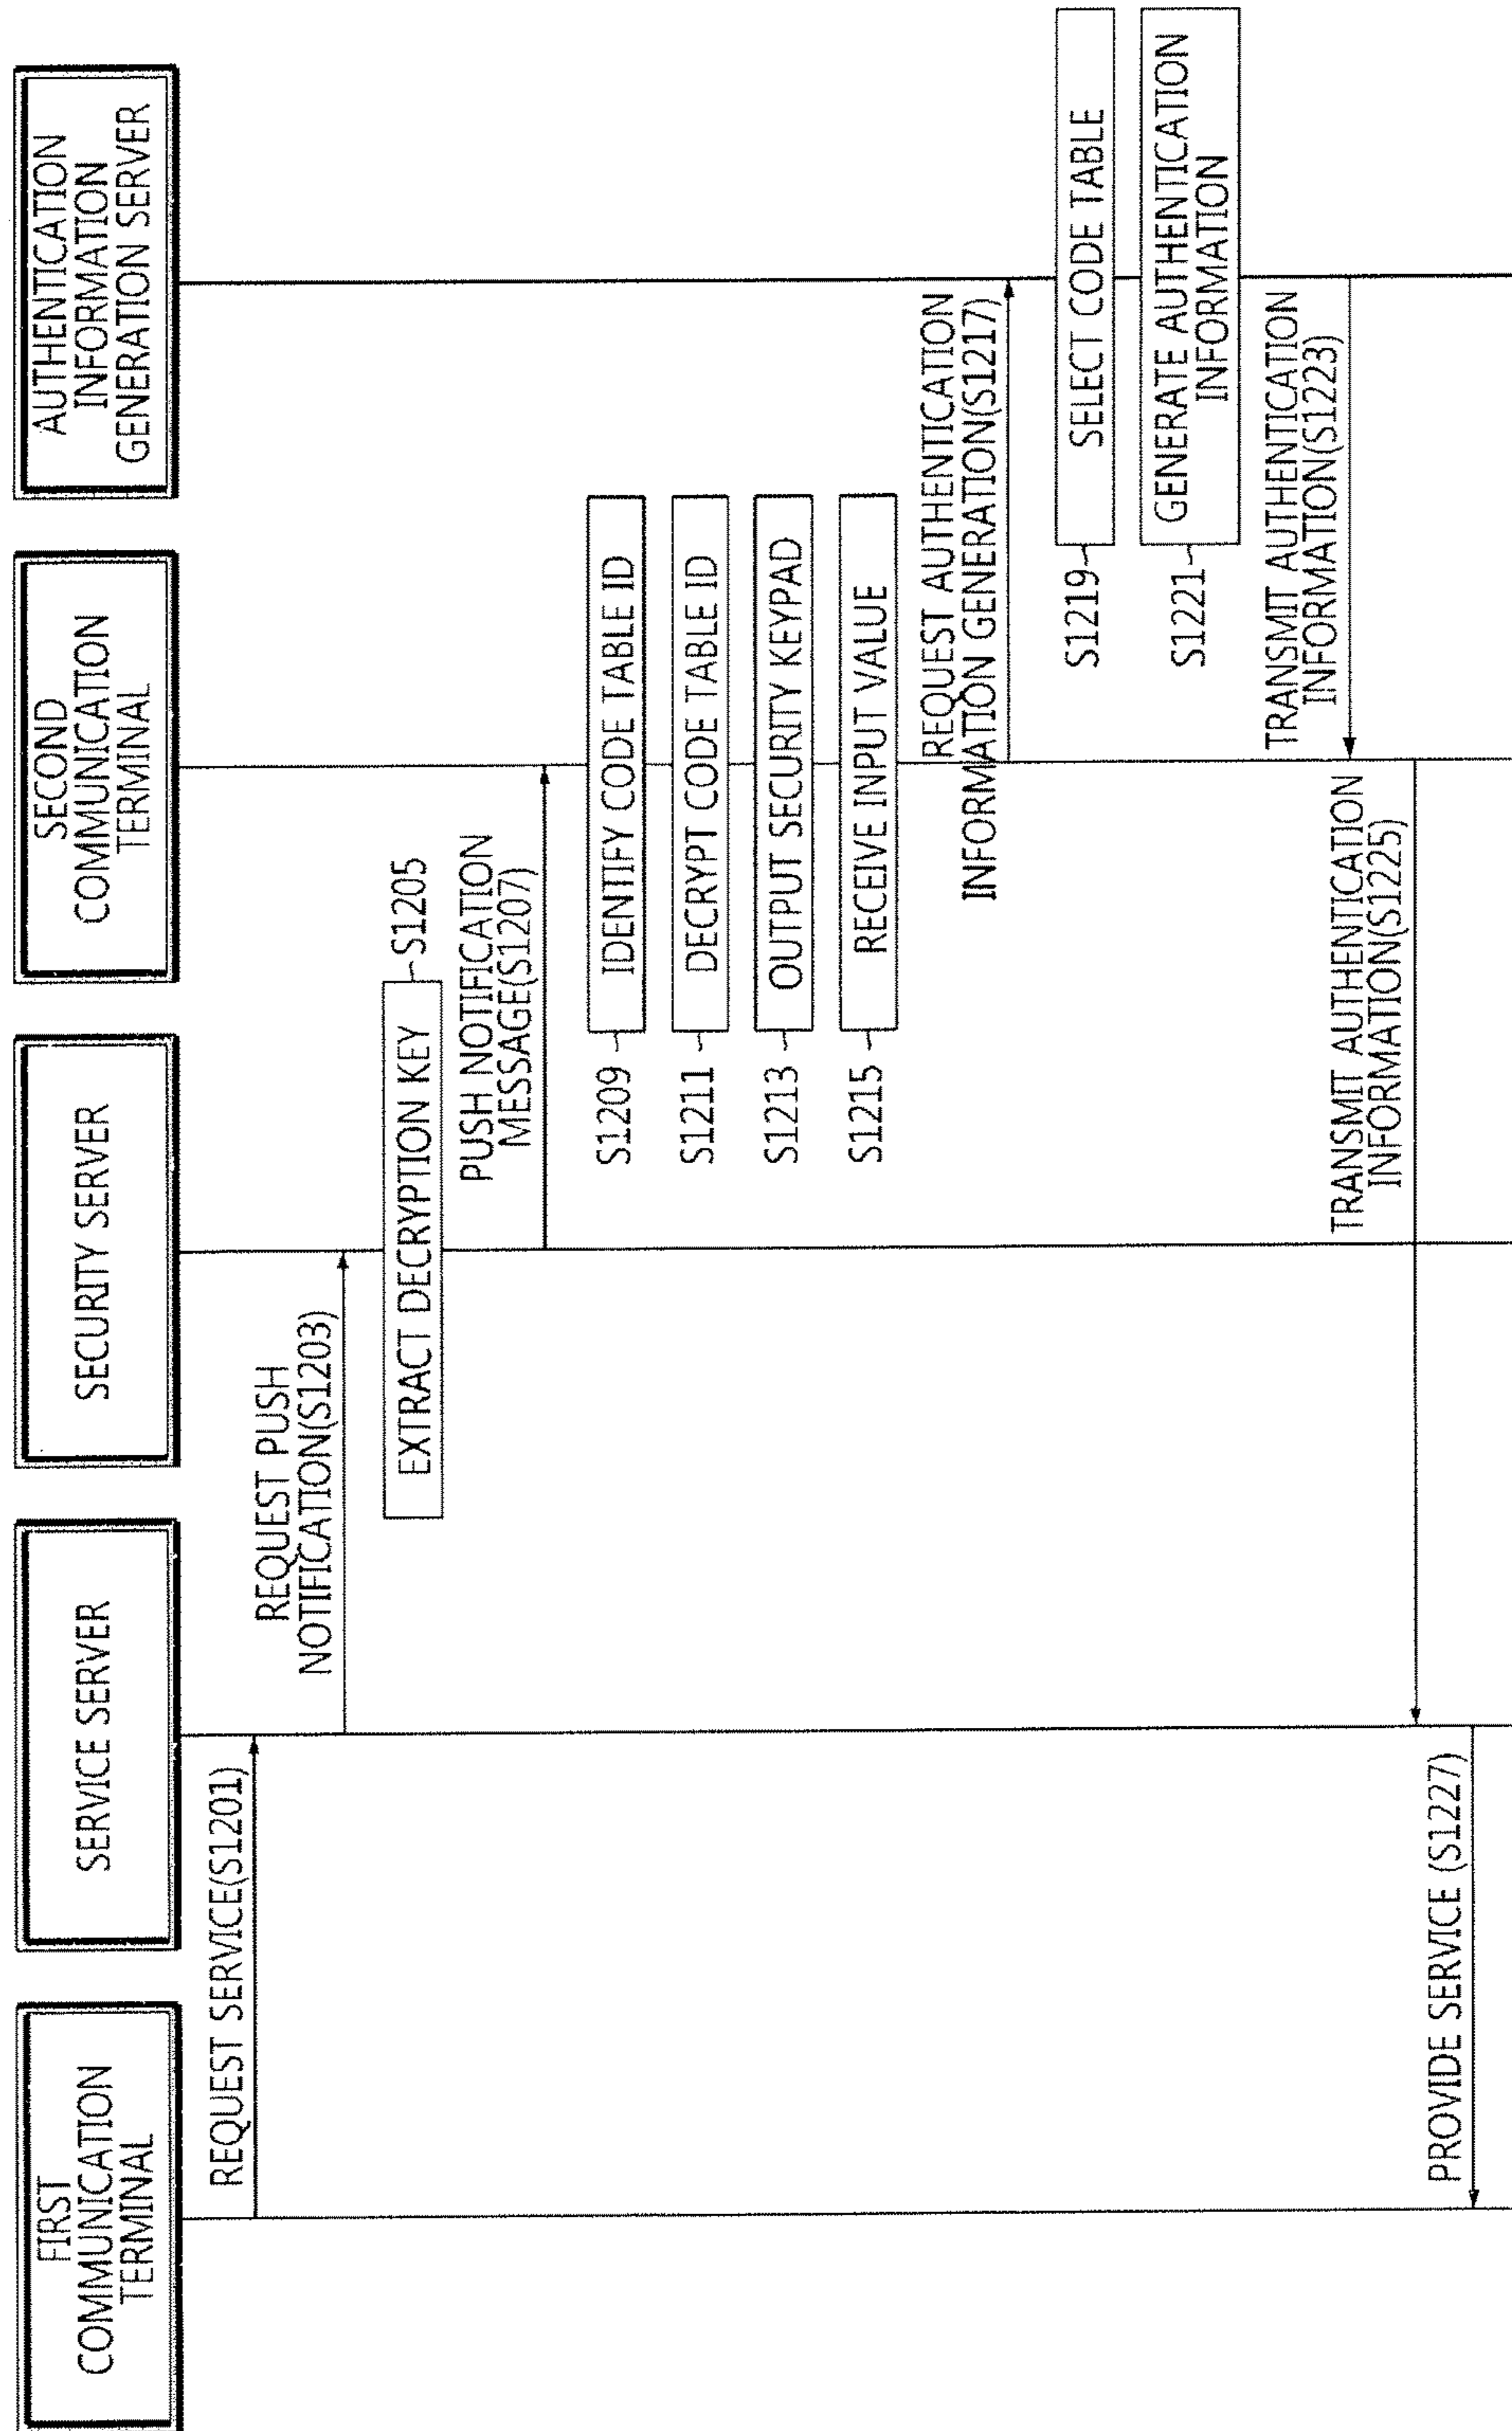 FIRST
COMMUNICATION
TERMINAL
SERVICE SERVER
SECURITY SERVER
SECOND
COMMUNICATION
TERMINAL
AUTHENTICATION
INFORMATION
GENERATION SERVER
REQUEST SERVICE(S1201)
REQUEST PUSH
NOTIFICATION(S1203)
EXTRACT DECRYPTION KEY
S1205
PUSH NOTIFICATION
MESSAGE(S1207)
S1209
IDENTIFY CODE TABLE ID
S1211
DECRYPT CODE TABLE ID
S1213
OUTPUT SECURITY KEYPAD
S1215
RECEIVE INPUT VALUE
REQUEST AUTHENTICATION
INFORMATION GENERATION(S1217)
S1219
SELECT CODE TABLE
S1221
GENERATE AUTHENTICATION
INFORMATION
TRANSMIT AUTHENTICATION
INFORMATION(S1223)
TRANSMIT AUTHENTICATION
INFORMATION(S1225)
PROVIDE SERVICE (S1227)